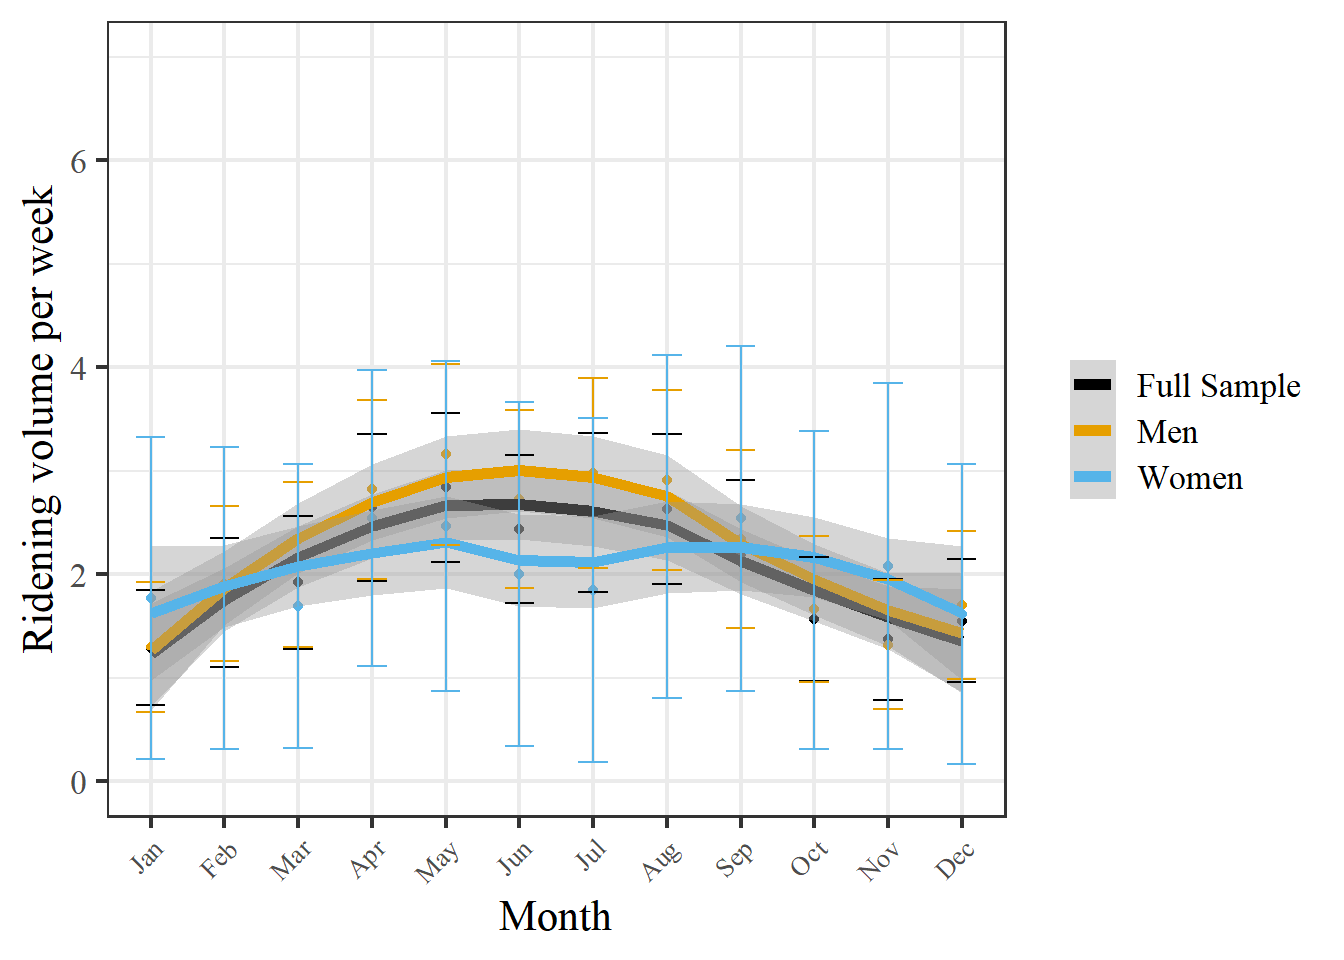 Ridening volume per week
6
4
2
0
Jan
Feb
Mar
Apr
May
Jun
Jul
Aug
Sep
Oct
Nov
Dec
Month
Full Sample
Men
Women